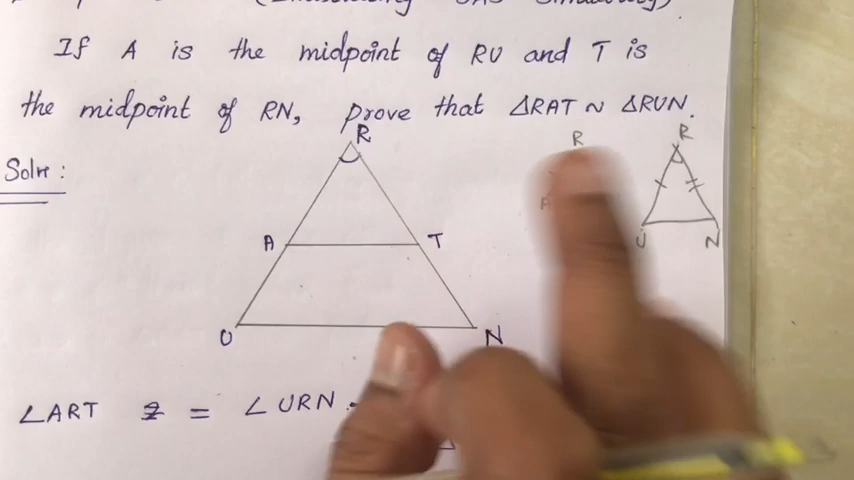 If A is the midpoint of RU and T is
the midpoint of RN, prove that ΔRAT ~ ΔRUN.
Soln :
R
A
T
U
N
R
A
R
U
N
∠ART = ∠URN.